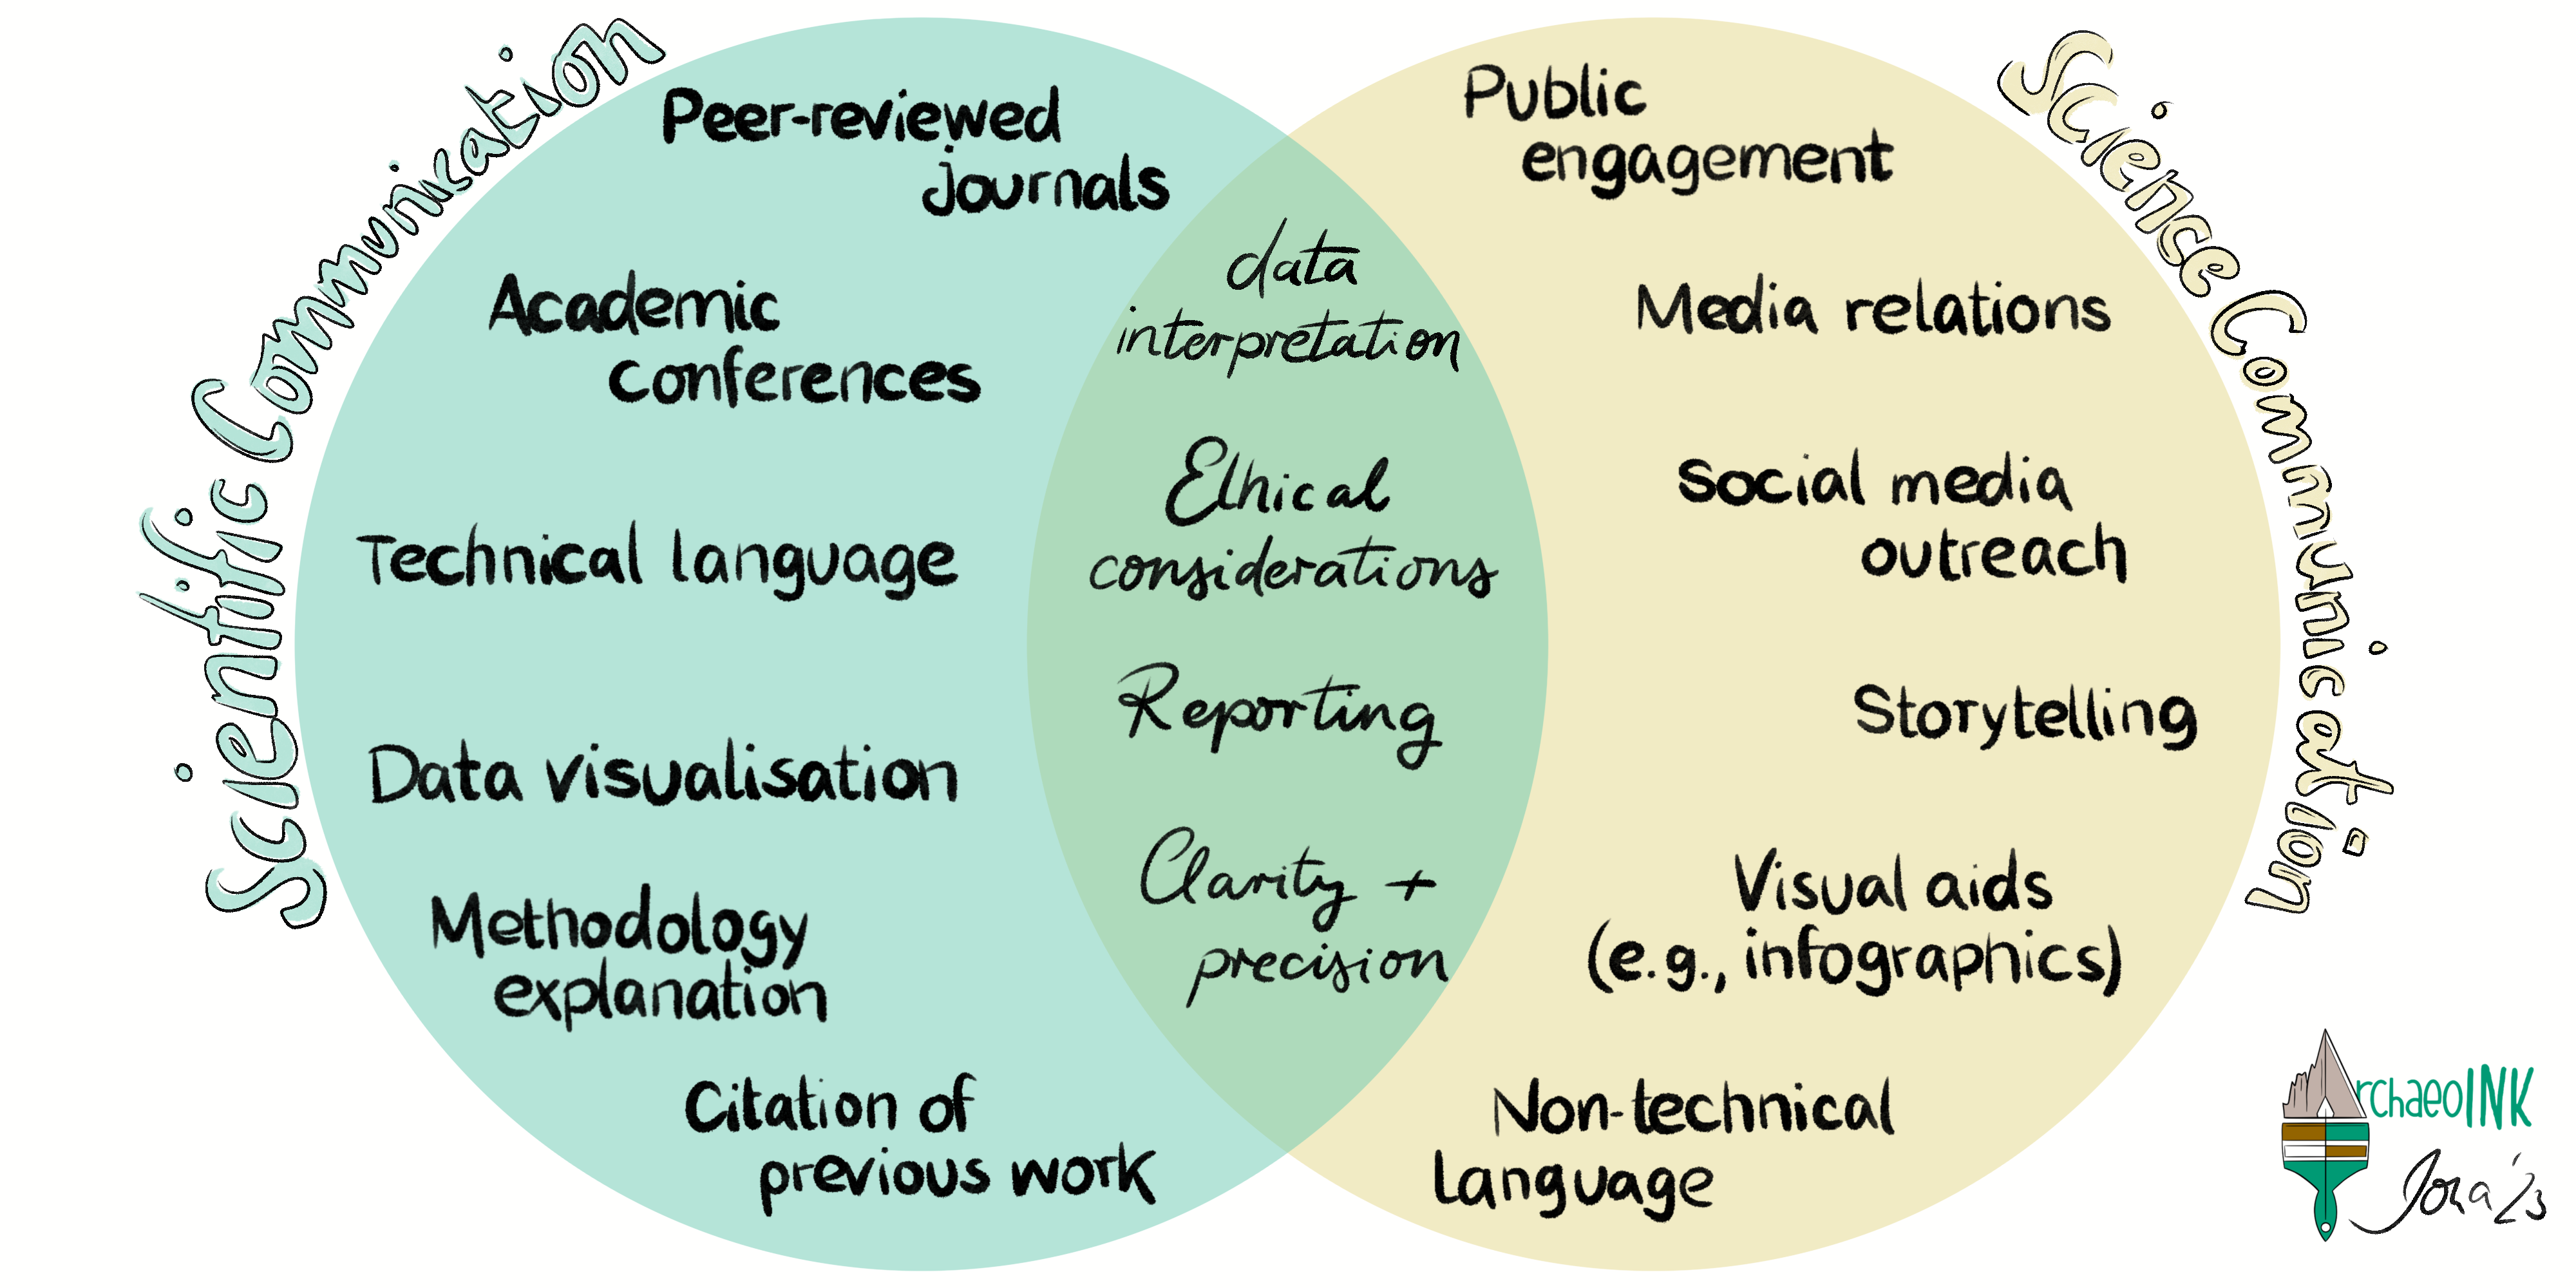 Scientific Communication
Peer-reviewed
journals
Academic
conferences
Technical language
Data visualisation
Methodology
explanation
Citation of
previous work
data
interpretation
Ethical
considerations
Reporting
Clarity +
precision
Science Communication
Public
engagement
Media relations
Social media
outreach
Storytelling
Visual aids
(e.g., infographics)
Non-technical
language
ArchaeoINK
Jona '23